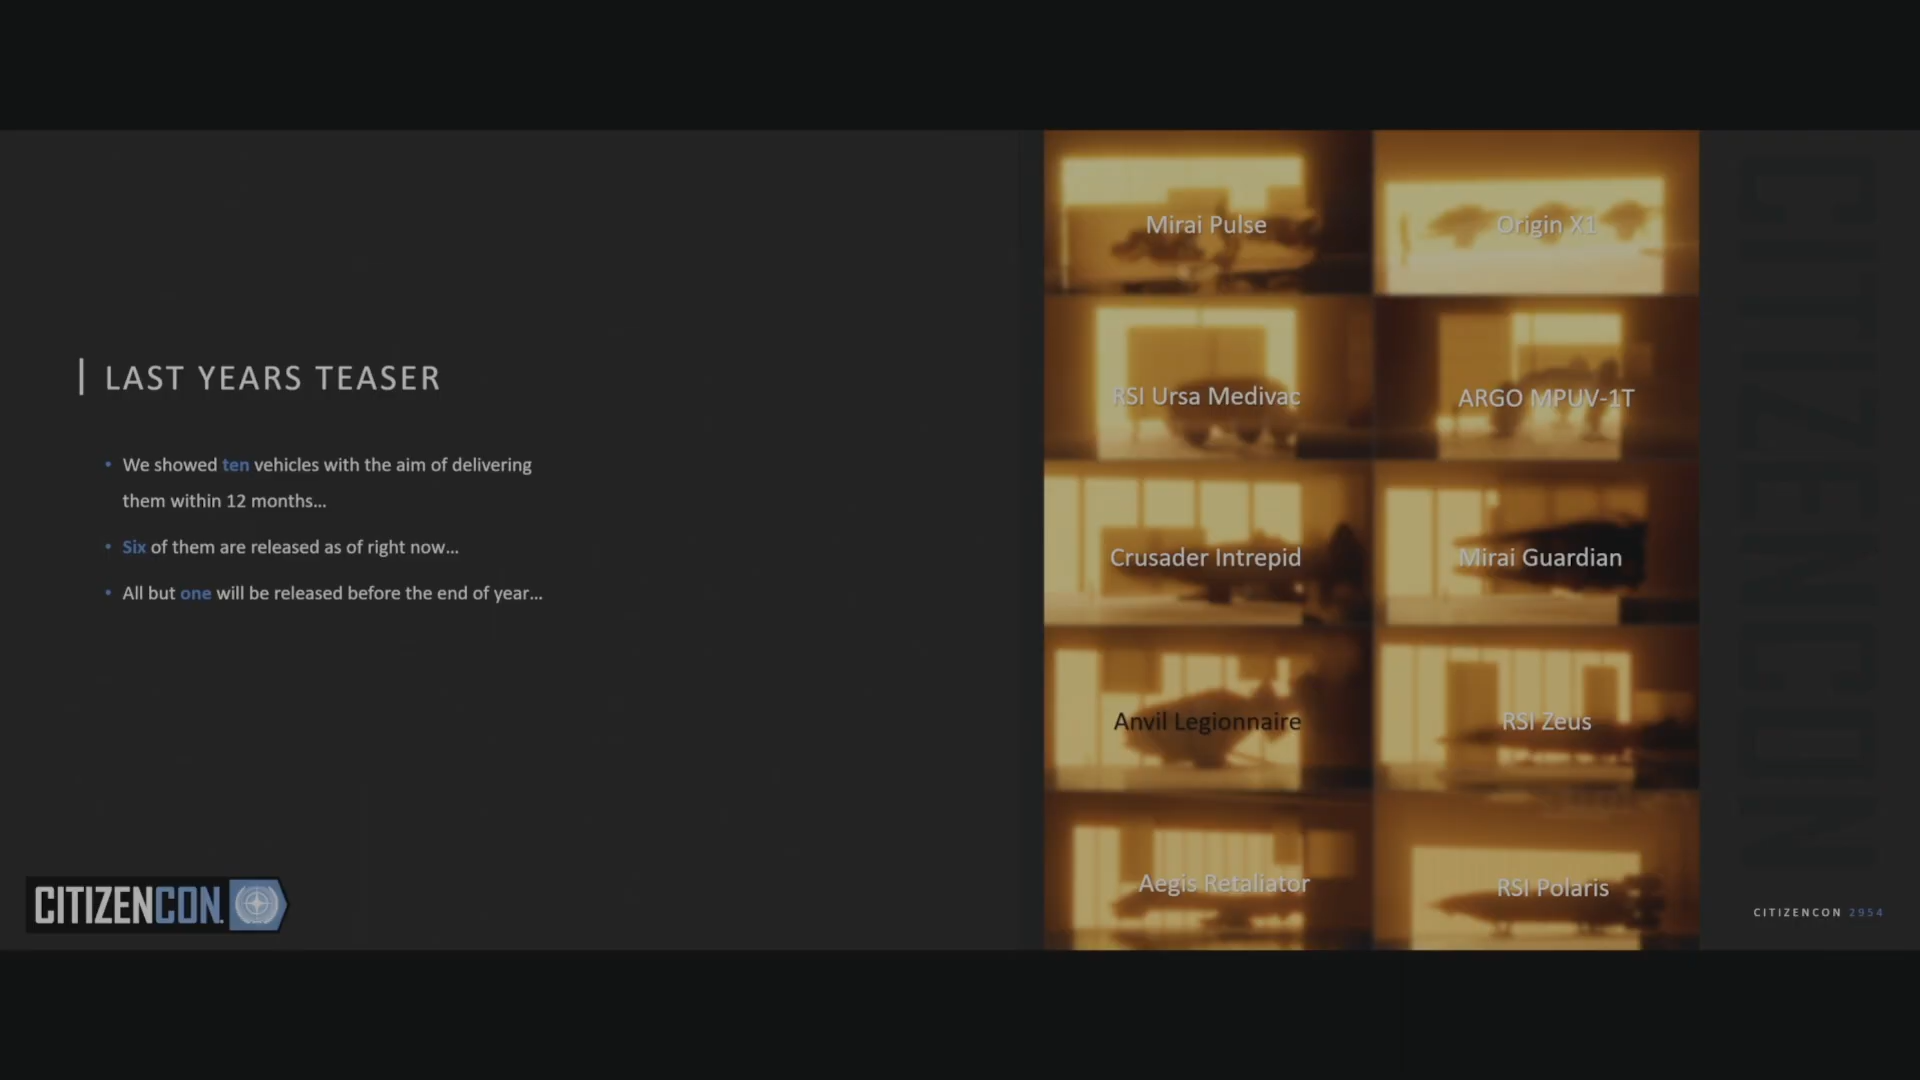 LAST YEARS TEASER
• We showed ten vehicles with the aim of delivering
them within 12 months...
• Six of them are released as of right now...
• All but one will be released before the end of year...
Mirai Pulse
Origin X1
RSI Ursa Medivac
ARGO MPUV-1T
Crusader Intrepid
Mirai Guardian
Anvil Legionnaire
RSI Zeus
Aegis Retaliator
RSI Polaris
CITIZENCON
CITIZENCON.
CITIZENCON 2954